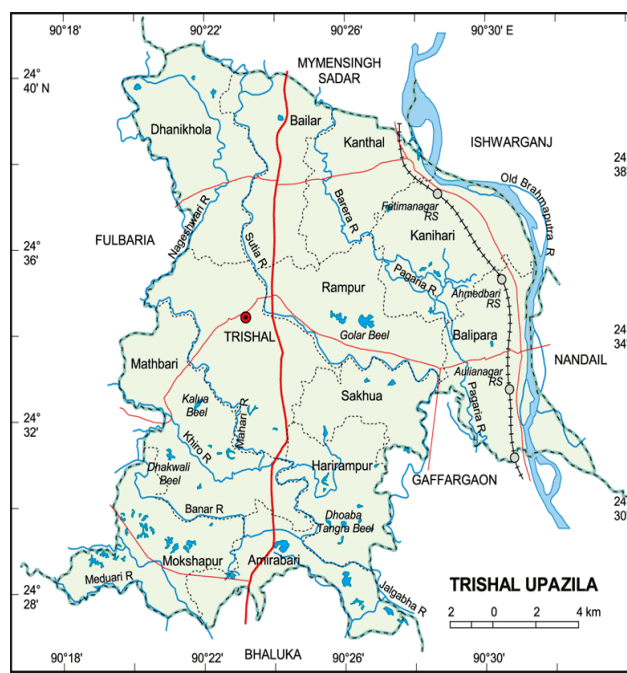 90°18'
90°22'
90°26'
90°30' E
24°
40' N
MYMENSINGH
SADAR
Bailar
Dhanikhola
Kanthal
ISHWARGANJ
24°
38'
Old Brahmaputra R
Fatimanagar
RS
Nageshwari R
Barera R
Kanihari
FULBARIA
Sutia R
24°
36'
Pagaria R
Rampur
Ahmedbari
RS
TRISHAL
Golar Beel
Balipara
24°
34'
Mathbari
NANDAIL
Aulianagar
RS
Kalua
Beel
Mahari R
Sakhua
Pagaria R
24°
32'
Khiro R
Dhakwali
Beel
Harirampur
GAFFARGAON
Banar R
Dhoaba
Tangra Beel
24°
30'
Mokshapur
Amirabari
Meduari R
TRISHAL UPAZILA
24°
28'
Jalgabha R
2 0 2 4 km
BHALUKA
90°18'
90°22'
90°26'
90°30'